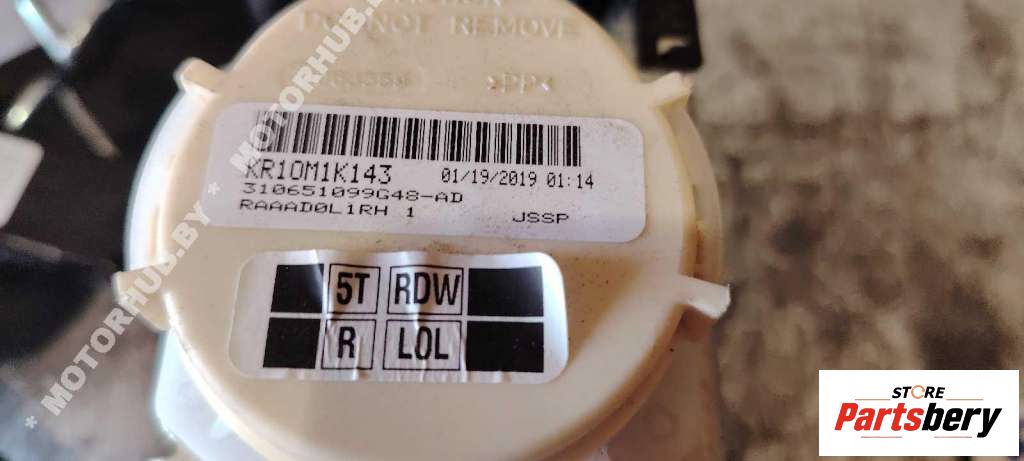 DO NOT REMOVE
>PP<
KR10M1K143 01/19/2019 01:14
310651099G48-AD
RAAAD0L1RH 1 JSSP
5T RDW
R LOL
* MOTORHUB.BY * MOTORHUB.BY
STORE
Partsbery